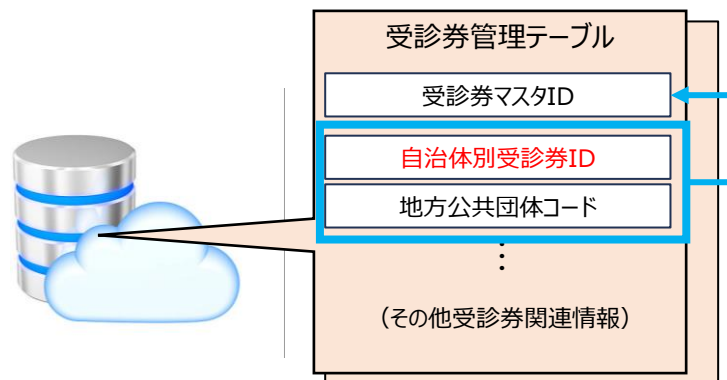 受診券管理テーブル
受診券マスタID
自治体別受診券ID
地方公共団体コード
︙
（その他受診券関連情報）